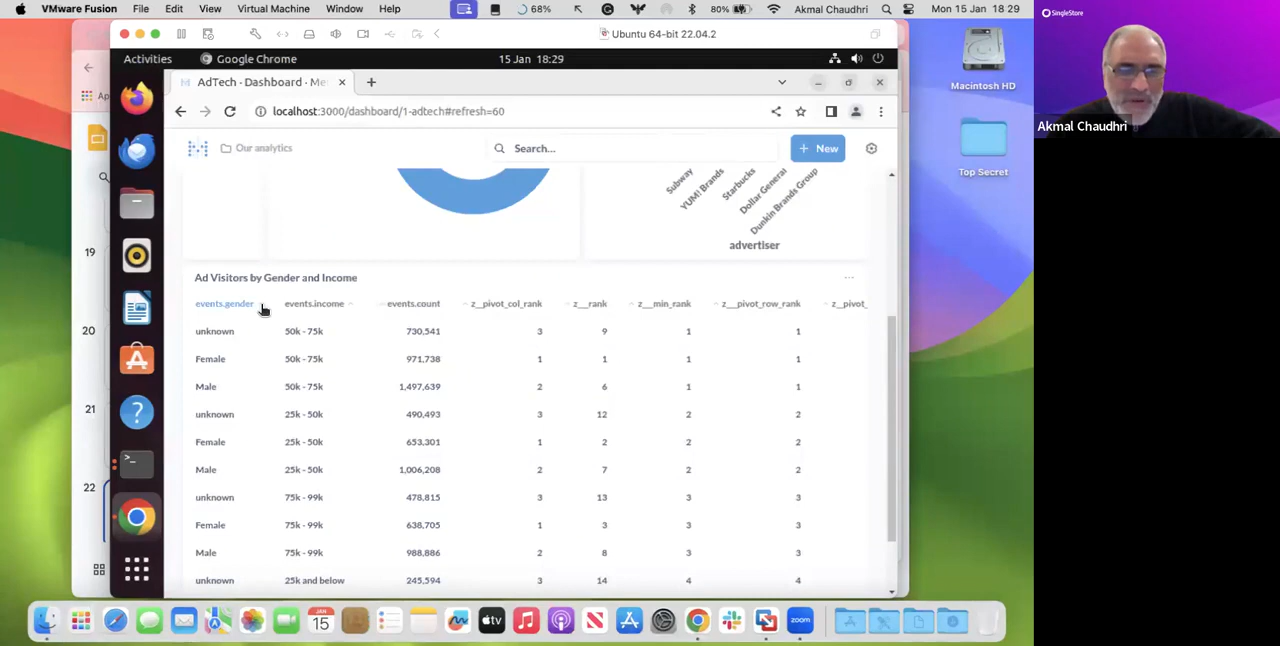 VMware Fusion File Edit View Virtual Machine Window Help 68% 80% Akmal Chaudhri Mon 15 Jan 18 29
Ubuntu 64-bit 22.04.2
Activities Google Chrome 15 Jan 18:29
AdTech - Dashboard - Me
localhost:3000/dashboard/1-adtech#refresh=60
Our analytics Search... + New
Subway
YUM! Brands
Starbucks
Dollar General
Dunkin Brands Group
advertiser
Ad Visitors by Gender and Income
events.gender events.income events.count z__pivot_col_rank z__rank z__min_rank z__pivot_row_rank z__pivot_
unknown 50k - 75k 730,541 3 9 1 1
Female 50k - 75k 971,738 1 1 1 1
Male 50k - 75k 1,497,639 2 6 1 1
unknown 25k - 50k 490,493 3 12 2 2
Female 25k - 50k 653,301 1 2 2 2
Male 25k - 50k 1,006,208 2 7 2 2
unknown 75k - 99k 478,815 3 13 3 3
Female 75k - 99k 638,705 1 3 3 3
Male 75k - 99k 988,886 2 8 3 3
unknown 25k and below 245,594 3 14 4 4
19
20
21
22
Ap
Macintosh HD
Top Secret
SingleStore
Akmal Chaudhri
JAN
15
tv
zoom